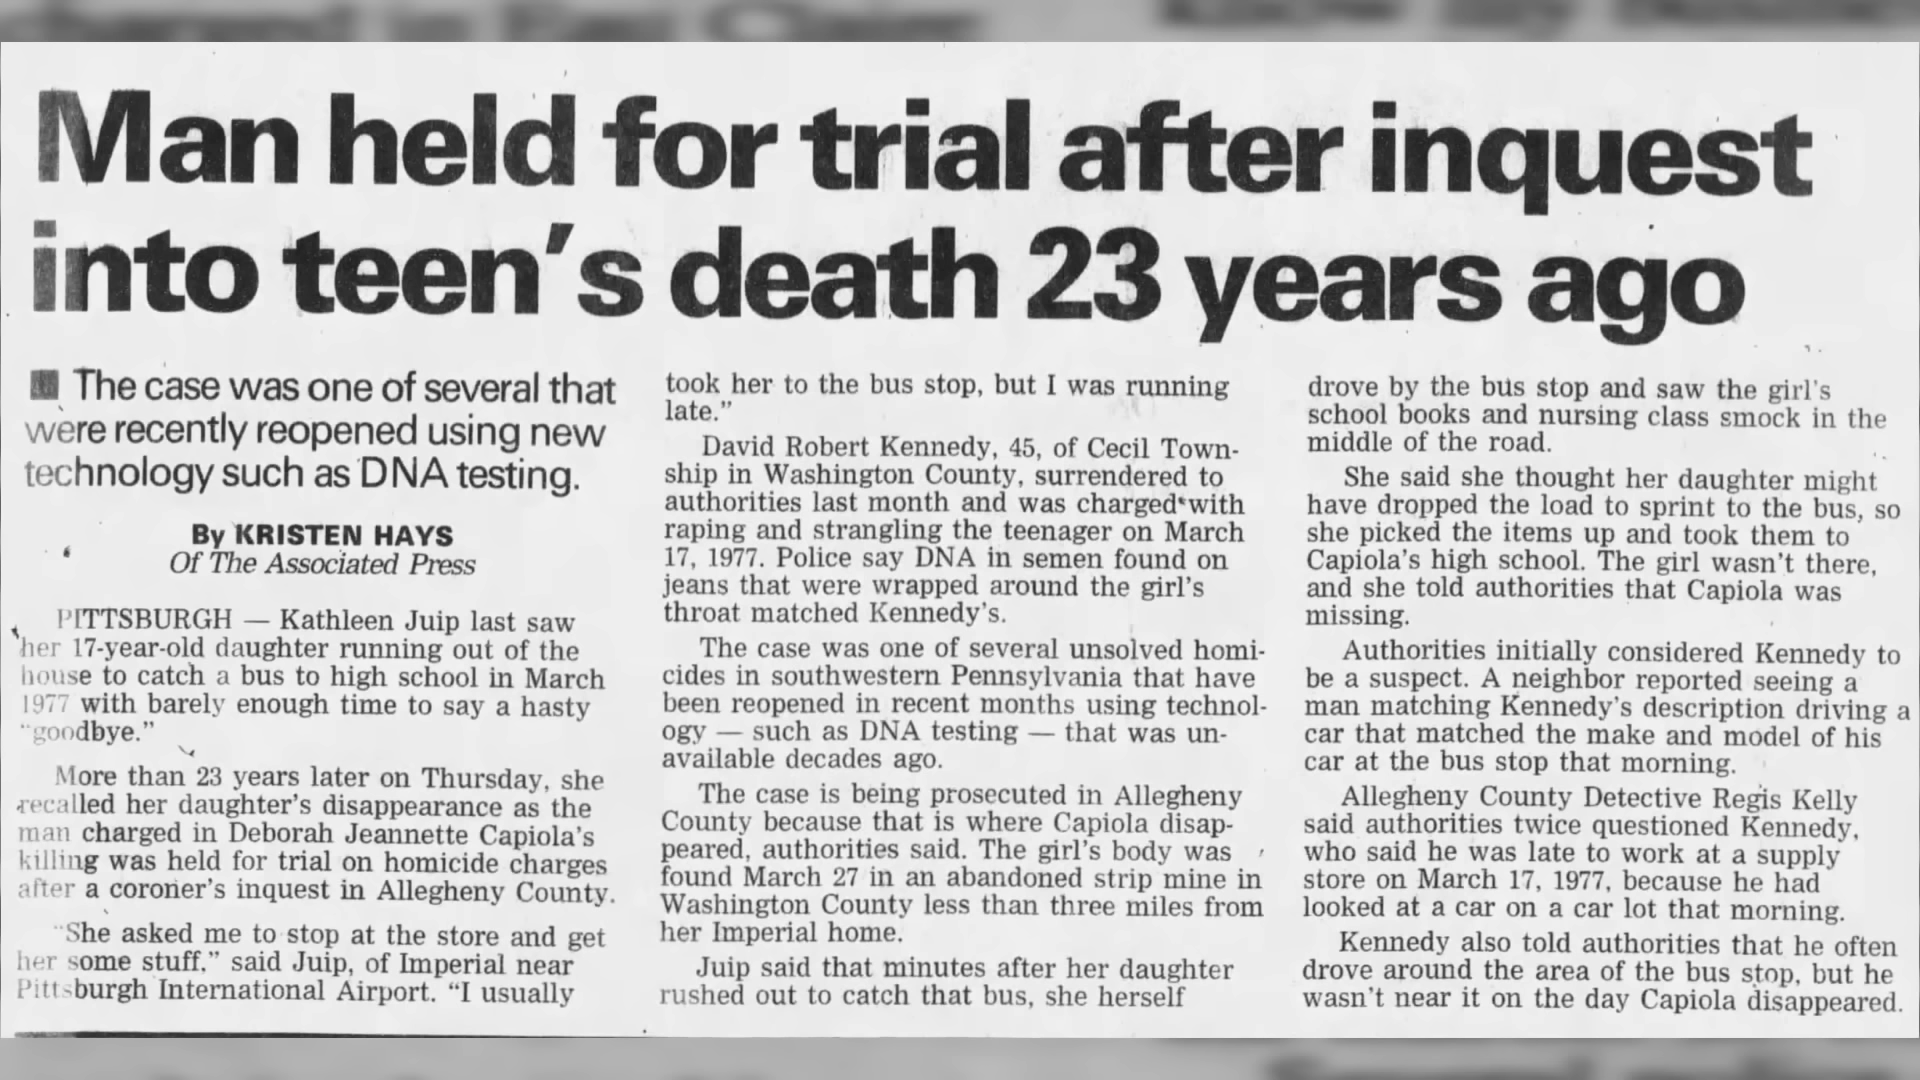 Man held for trial after inquest
into teen's death 23 years ago
■ The case was one of several that
were recently reopened using new
technology such as DNA testing.
By KRISTEN HAYS
Of The Associated Press
PITTSBURGH — Kathleen Juip last saw
her 17-year-old daughter running out of the
house to catch a bus to high school in March
1977 with barely enough time to say a hasty
"goodbye."
More than 23 years later on Thursday, she
recalled her daughter's disappearance as the
man charged in Deborah Jeannette Capiola's
killing was held for trial on homicide charges
after a coroner's inquest in Allegheny County.
"She asked me to stop at the store and get
her some stuff," said Juip, of Imperial near
Pittsburgh International Airport. "I usually
took her to the bus stop, but I was running
late."
David Robert Kennedy, 45, of Cecil Town-
ship in Washington County, surrendered to
authorities last month and was charged with
raping and strangling the teenager on March
17, 1977. Police say DNA in semen found on
jeans that were wrapped around the girl's
throat matched Kennedy's.
The case was one of several unsolved homi-
cides in southwestern Pennsylvania that have
been reopened in recent months using technol-
ogy — such as DNA testing — that was un-
available decades ago.
The case is being prosecuted in Allegheny
County because that is where Capiola disap-
peared, authorities said. The girl's body was
found March 27 in an abandoned strip mine in
Washington County less than three miles from
her Imperial home.
Juip said that minutes after her daughter
rushed out to catch that bus, she herself
drove by the bus stop and saw the girl's
school books and nursing class smock in the
middle of the road.
She said she thought her daughter might
have dropped the load to sprint to the bus, so
she picked the items up and took them to
Capiola's high school. The girl wasn't there,
and she told authorities that Capiola was
missing.
Authorities initially considered Kennedy to
be a suspect. A neighbor reported seeing a
man matching Kennedy's description driving a
car that matched the make and model of his
car at the bus stop that morning.
Allegheny County Detective Regis Kelly
said authorities twice questioned Kennedy,
who said he was late to work at a supply
store on March 17, 1977, because he had
looked at a car on a car lot that morning.
Kennedy also told authorities that he often
drove around the area of the bus stop, but he
wasn't near it on the day Capiola disappeared.